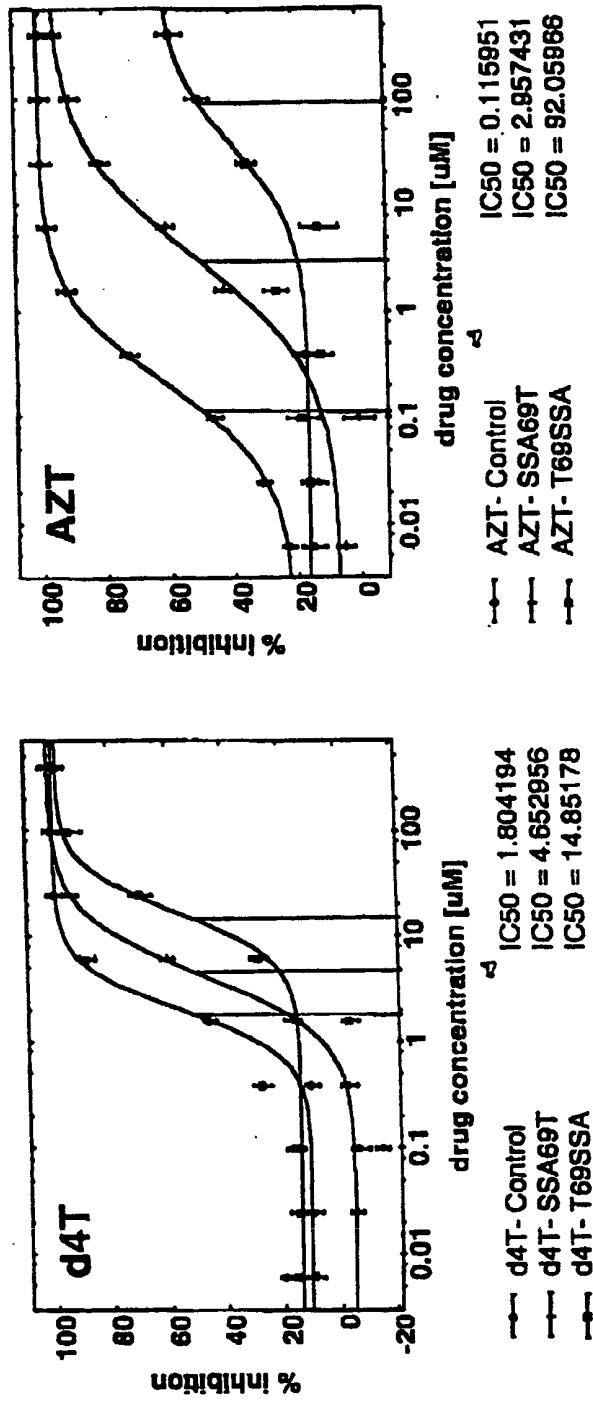 d4T
% inhibition
100
80
60
40
20
0
-20
0.01 0.1 1 10 100
drug concentration [uM]
d4T- Control IC50 = 1.804194
d4T- SSA69T IC50 = 4.652956
d4T- T69SSA IC50 = 14.85178
AZT
% inhibition
100
80
60
40
20
0
0.01 0.1 1 10 100
drug concentration [uM]
AZT- Control IC50 = 0.115951
AZT- SSA69T IC50 = 2.957431
AZT- T69SSA IC50 = 92.05966